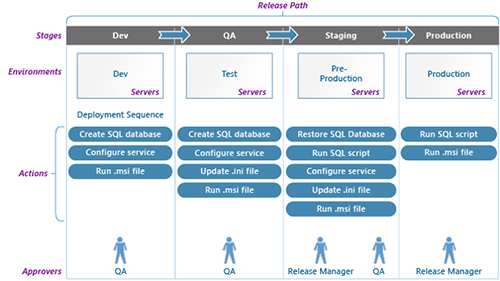 Release Path
Stages Dev QA Staging Production
Environments Dev Test Pre-
Production Production
Servers Servers Servers Servers
Deployment Sequence
Create SQL database Create SQL database Restore SQL Database Run SQL script
Configure service Configure service Run SQL script Run .msi file
Actions Run .msi file Update .ini file Configure service
Run .msi file Update .ini file
Run .msi file
Approvers QA QA Release Manager QA Release Manager